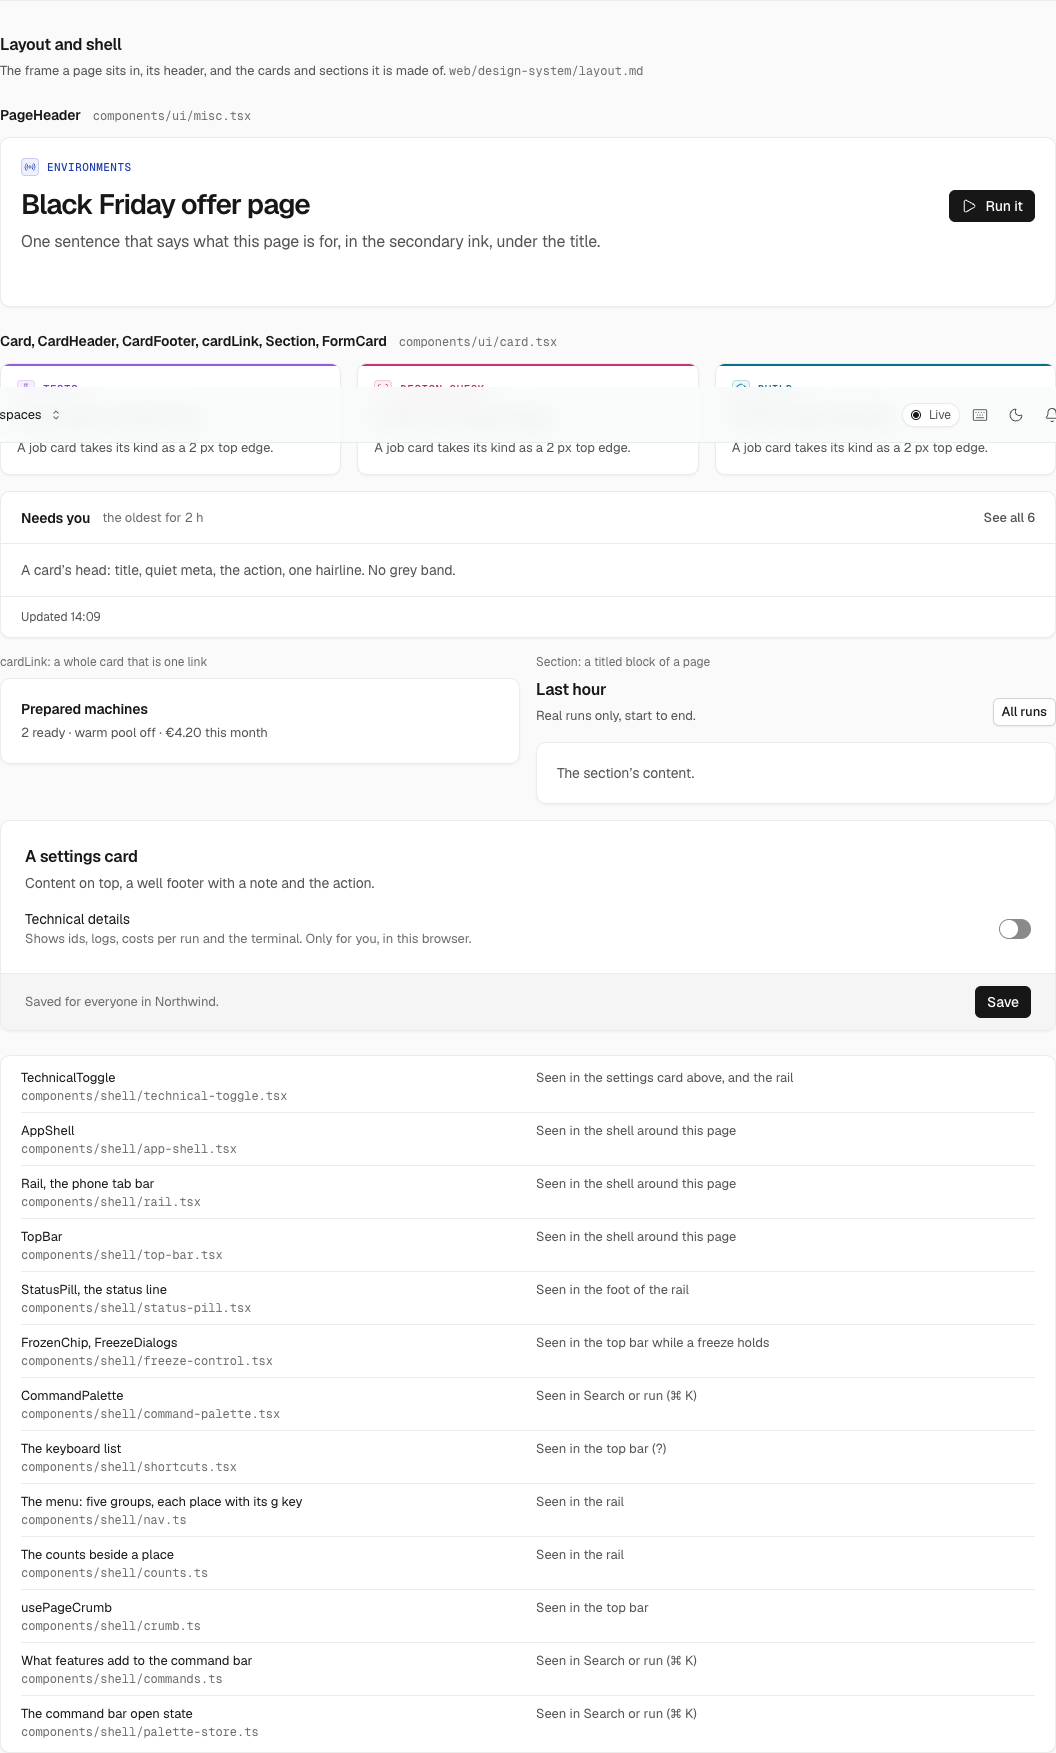 Layout and shell
The frame a page sits in, its header, and the cards and sections it is made of. web/design-system/layout.md
PageHeader components/ui/misc.tsx
ENVIRONMENTS
Black Friday offer page
Run it
One sentence that says what this page is for, in the secondary ink, under the title.
Card, CardHeader, CardFooter, cardLink, Section, FormCard components/ui/card.tsx
spaces
Live
A job card takes its kind as a 2 px top edge.
A job card takes its kind as a 2 px top edge.
A job card takes its kind as a 2 px top edge.
Needs you the oldest for 2 h
See all 6
A card’s head: title, quiet meta, the action, one hairline. No grey band.
Updated 14:09
cardLink: a whole card that is one link
Prepared machines
2 ready · warm pool off · €4.20 this month
Section: a titled block of a page
Last hour
Real runs only, start to end.
All runs
The section’s content.
A settings card
Content on top, a well footer with a note and the action.
Technical details
Shows ids, logs, costs per run and the terminal. Only for you, in this browser.
Saved for everyone in Northwind.
Save
TechnicalToggle
components/shell/technical-toggle.tsx
Seen in the settings card above, and the rail
AppShell
components/shell/app-shell.tsx
Seen in the shell around this page
Rail, the phone tab bar
components/shell/rail.tsx
Seen in the shell around this page
TopBar
components/shell/top-bar.tsx
Seen in the shell around this page
StatusPill, the status line
components/shell/status-pill.tsx
Seen in the foot of the rail
FrozenChip, FreezeDialogs
components/shell/freeze-control.tsx
Seen in the top bar while a freeze holds
CommandPalette
components/shell/command-palette.tsx
Seen in Search or run (⌘ K)
The keyboard list
components/shell/shortcuts.tsx
Seen in the top bar (?)
The menu: five groups, each place with its g key
components/shell/nav.ts
Seen in the rail
The counts beside a place
components/shell/counts.ts
Seen in the rail
usePageCrumb
components/shell/crumb.ts
Seen in the top bar
What features add to the command bar
components/shell/commands.ts
Seen in Search or run (⌘ K)
The command bar open state
components/shell/palette-store.ts
Seen in Search or run (⌘ K)